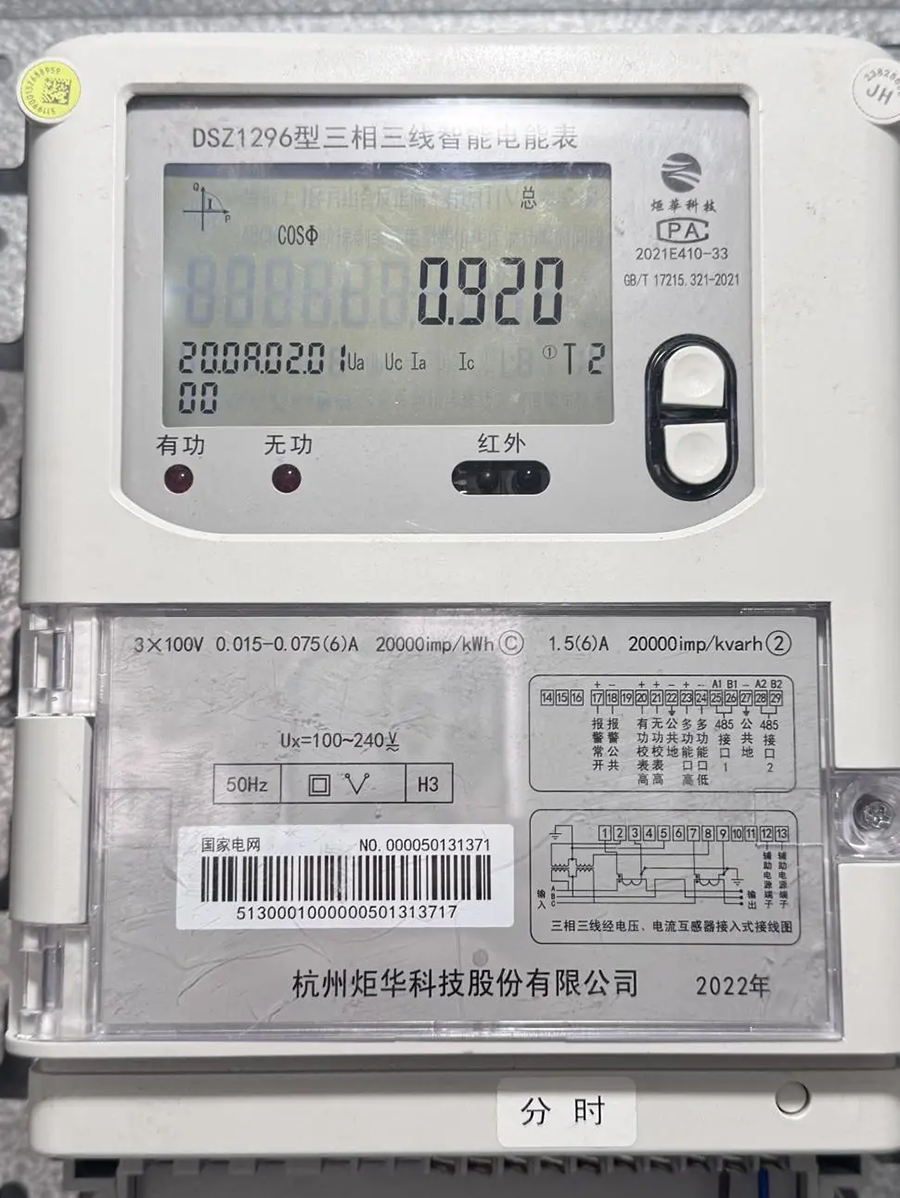 DSZ1296型三相三线智能电能表
Q
P
I
总
COSΦ
0.920
20.0A.02.01
Ua Uc Ia Ic
① T 2
00
炬华科技
PA
2021E410-33
GB/T 17215.321-2021
有功
无功
红外
JH
3×100V 0.015-0.075(6)A 20000imp/kWh Ⓒ 1.5(6)A 20000imp/kvarh ②
Ux=100~240V
50Hz
H3
+ - + + - + - A1 B1 - A2 B2
14 15 16 17 18 19 20 21 22 23 24 25 26 27 28 29
报警常开
报警公共
有功校表高
无功校表高
公共地
多功能口高
多功能口低
485接口1
公共地
485接口2
1 2 3 4 5 6 7 8 9 10 11 12 13
辅助电源端子
辅助电源端子
输入
A
B
C
输出
三相三线经电压、电流互感器接入式接线图
国家电网 NO.000050131371
5130001000000501313717
杭州炬华科技股份有限公司 2022年
分 时